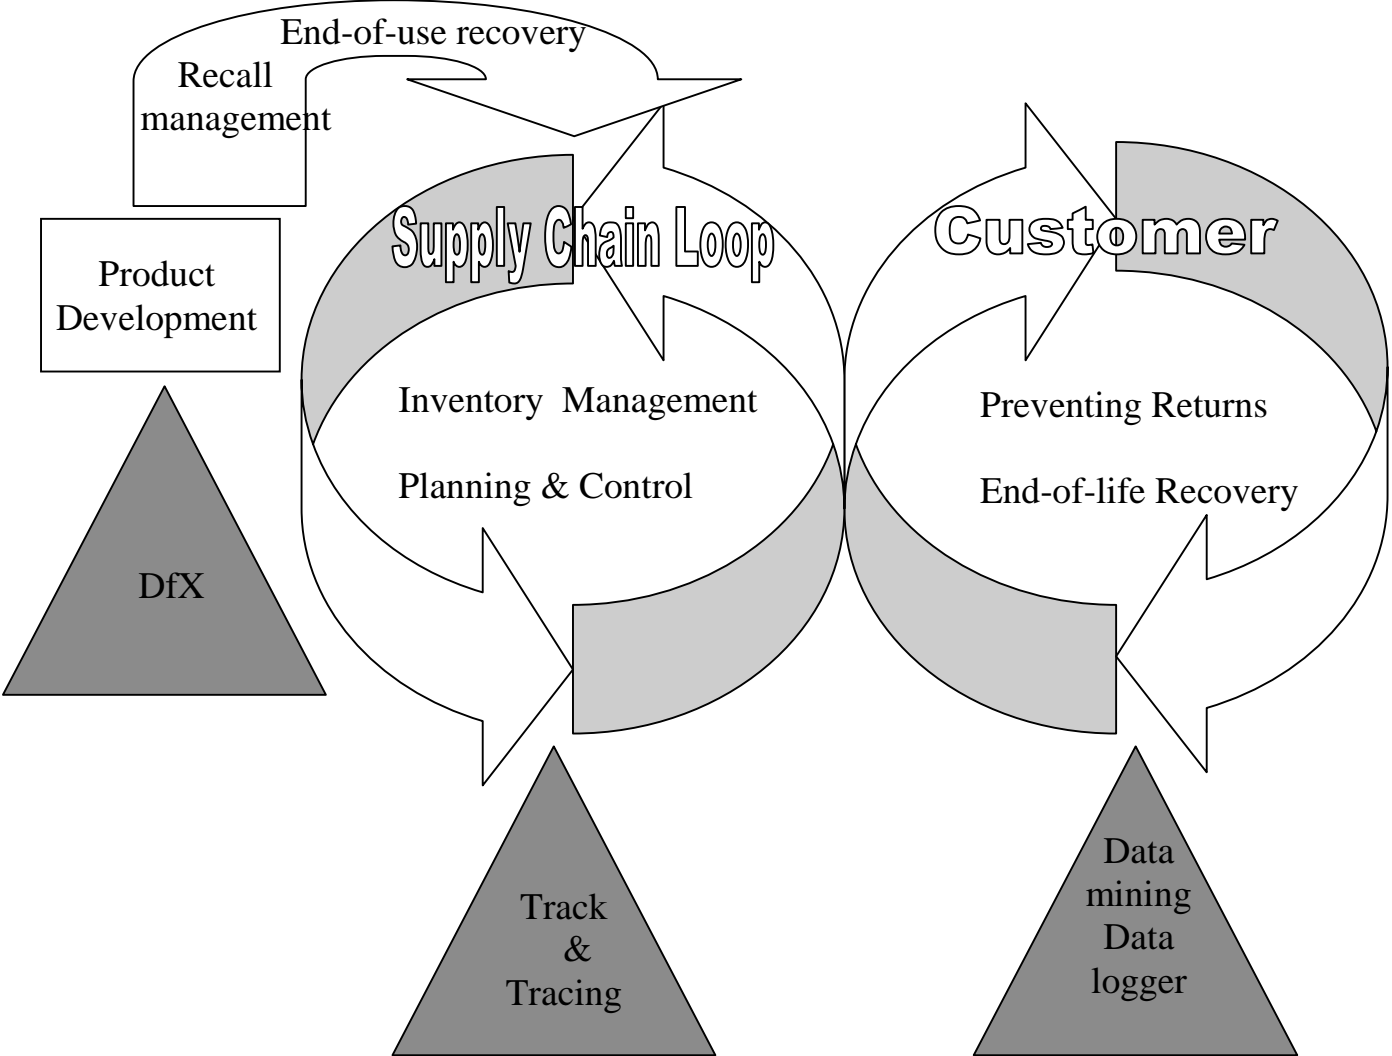 End-of-use recovery
Recall
management
Product
Development
Supply Chain Loop
Customer
Inventory  Management
Planning & Control
Preventing Returns
End-of-life Recovery
DfX
Track
&
Tracing
Data
mining
Data
logger